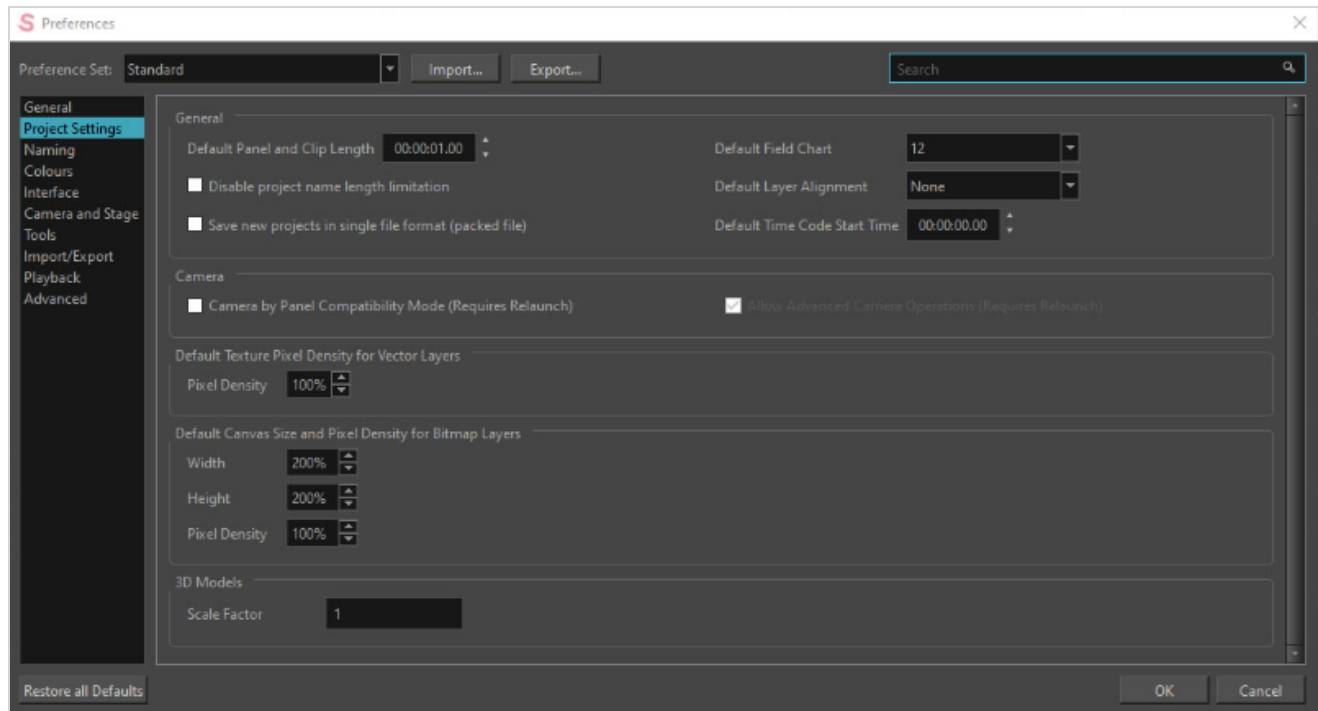 S Preferences
Preference Set: Standard Import... Export... Search
General
Project Settings
Naming
Colours
Interface
Camera and Stage
Tools
Import/Export
Playback
Advanced
General
Default Panel and Clip Length 00:00:01.00 Default Field Chart 12
Disable project name length limitation Default Layer Alignment None
Save new projects in single file format (packed file) Default Time Code Start Time 00:00:00.00
Camera
Camera by Panel Compatibility Mode (Requires Relaunch) Allow Advanced Camera Operations (Requires Relaunch)
Default Texture Pixel Density for Vector Layers
Pixel Density 100%
Default Canvas Size and Pixel Density for Bitmap Layers
Width 200%
Height 200%
Pixel Density 100%
3D Models
Scale Factor 1
Restore all Defaults OK Cancel